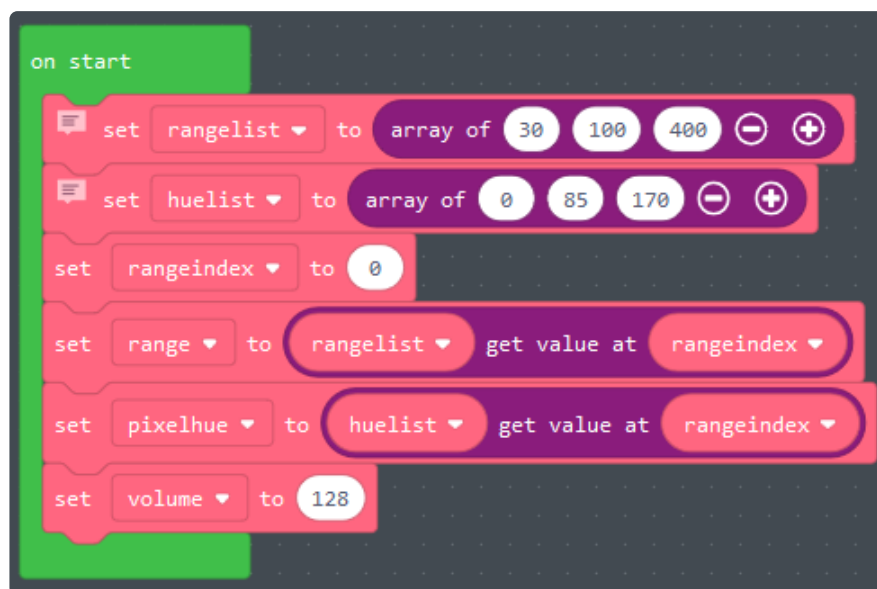 on start
set rangelist to array of 30 100 400
set huelist to array of 0 85 170
set rangeindex to 0
set range to rangelist get value at rangeindex
set pixelhue to huelist get value at rangeindex
set volume to 128